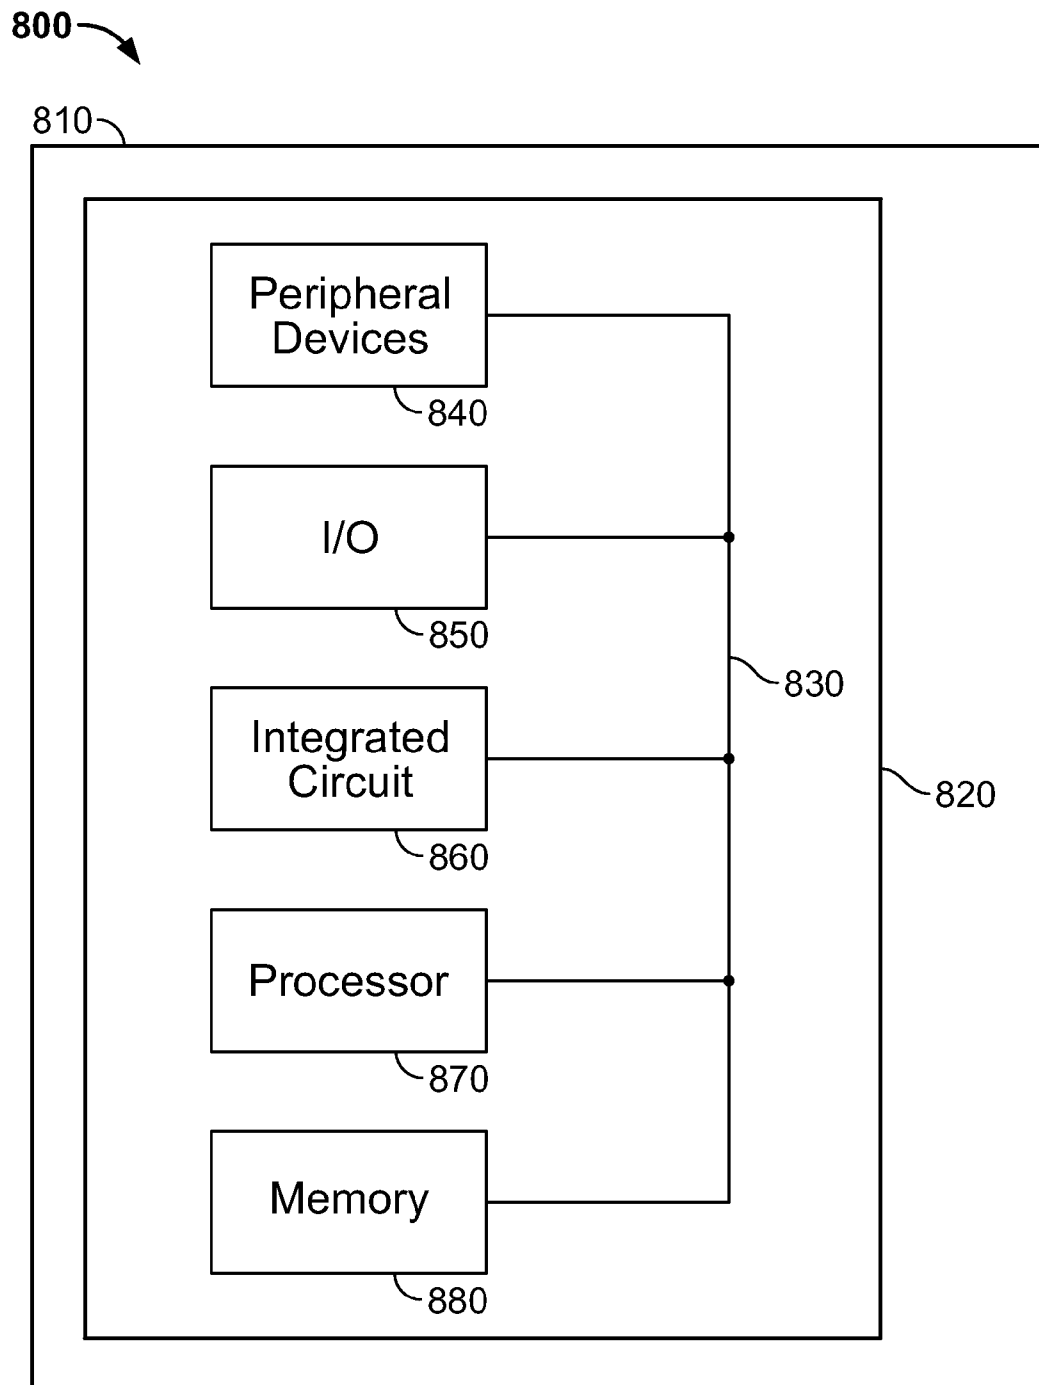 800
810
Peripheral
Devices
840
I/O
850
830
Integrated
Circuit
820
860
Processor
870
Memory
880